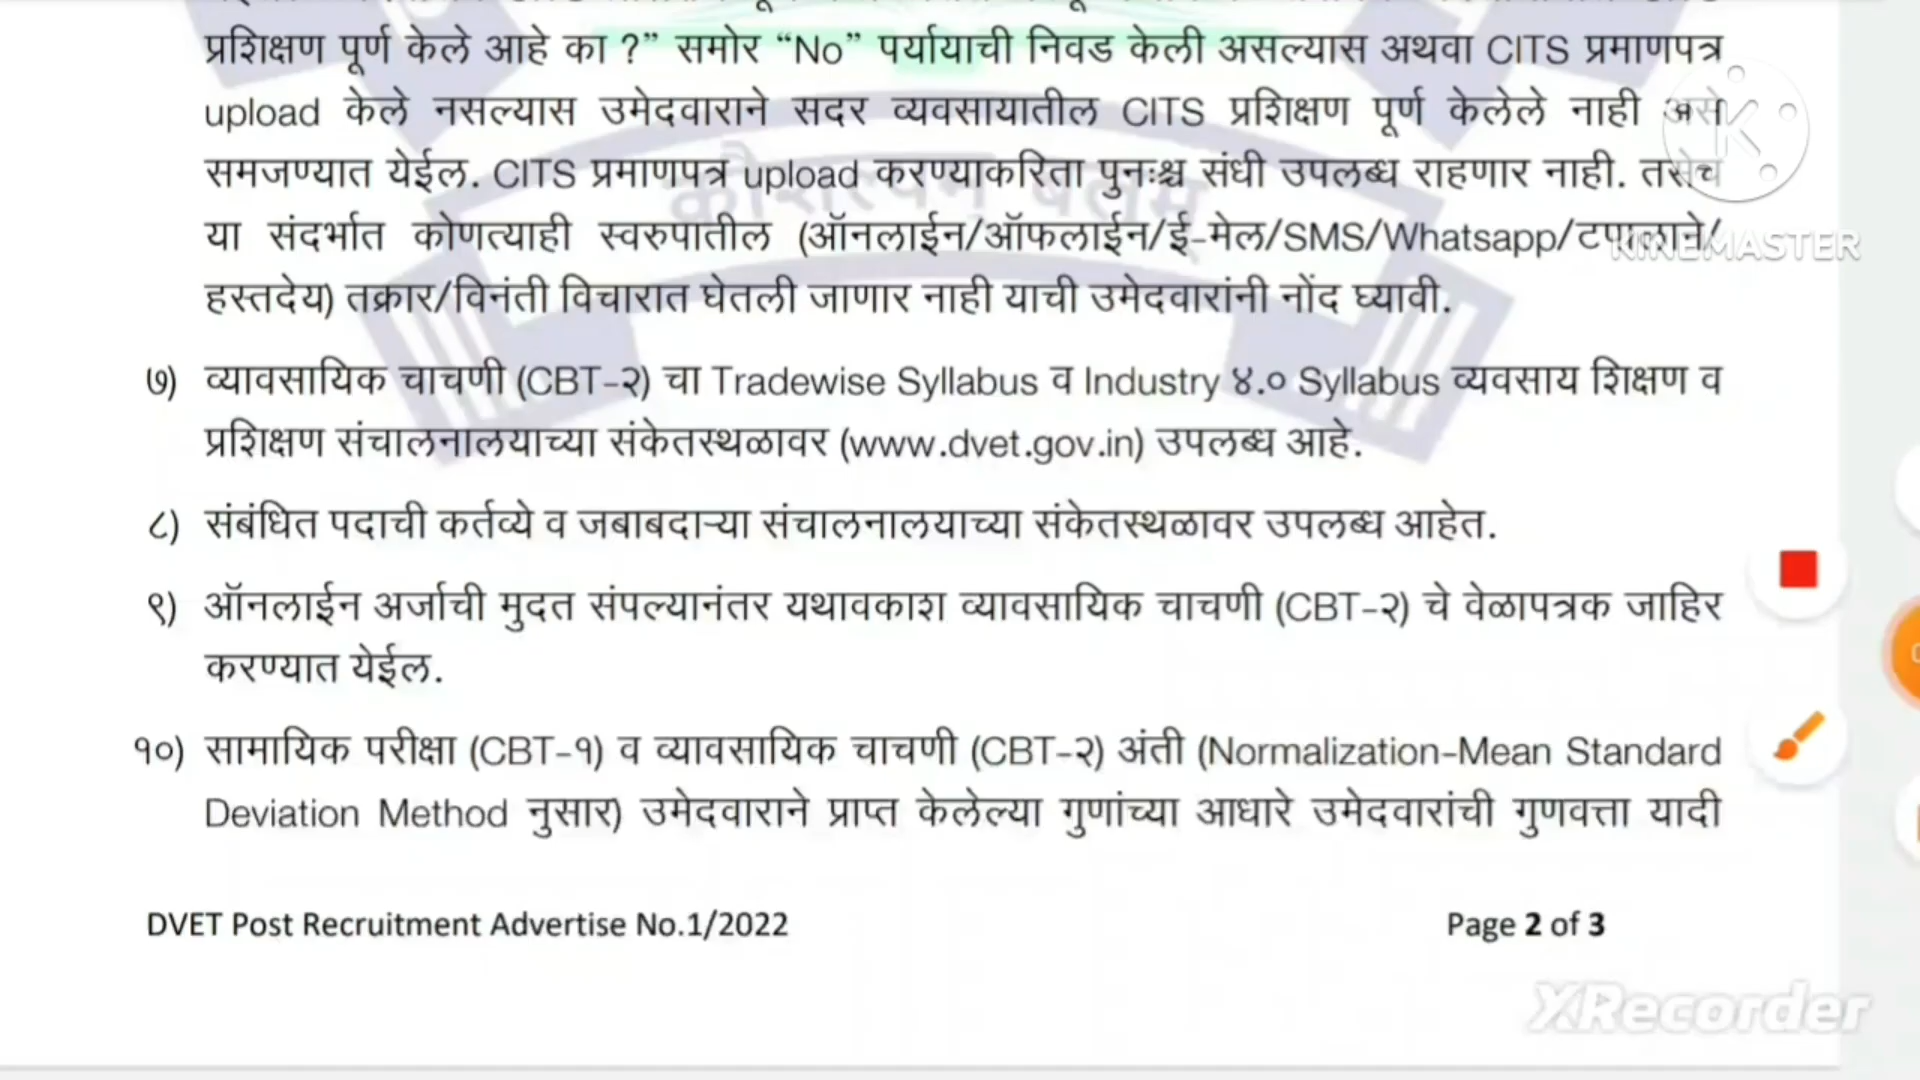 प्रशिक्षण पूर्ण केले आहे का ?” समोर “No” पर्यायाची निवड केली असल्यास अथवा CITS प्रमाणपत्र
upload केले नसल्यास उमेदवाराने सदर व्यवसायातील CITS प्रशिक्षण पूर्ण केलेले नाही असे
समजण्यात येईल. CITS प्रमाणपत्र upload करण्याकरिता पुनःश्च संधी उपलब्ध राहणार नाही. तसेच
या संदर्भात कोणत्याही स्वरुपातील (ऑनलाईन/ऑफलाईन/ई-मेल/SMS/Whatsapp/टपालाने/
हस्तदेय) तक्रार/विनंती विचारात घेतली जाणार नाही याची उमेदवारांनी नोंद घ्यावी.
७) व्यावसायिक चाचणी (CBT-२) चा Tradewise Syllabus व Industry ४.० Syllabus व्यवसाय शिक्षण व
प्रशिक्षण संचालनालयाच्या संकेतस्थळावर (www.dvet.gov.in) उपलब्ध आहे.
८) संबंधित पदाची कर्तव्ये व जबाबदाऱ्या संचालनालयाच्या संकेतस्थळावर उपलब्ध आहेत.
९) ऑनलाईन अर्जाची मुदत संपल्यानंतर यथावकाश व्यावसायिक चाचणी (CBT-२) चे वेळापत्रक जाहिर
करण्यात येईल.
१०) सामायिक परीक्षा (CBT-१) व व्यावसायिक चाचणी (CBT-२) अंती (Normalization-Mean Standard
Deviation Method नुसार) उमेदवाराने प्राप्त केलेल्या गुणांच्या आधारे उमेदवारांची गुणवत्ता यादी
DVET Post Recruitment Advertise No.1/2022
Page 2 of 3
K
KINEMASTER
XRecorder